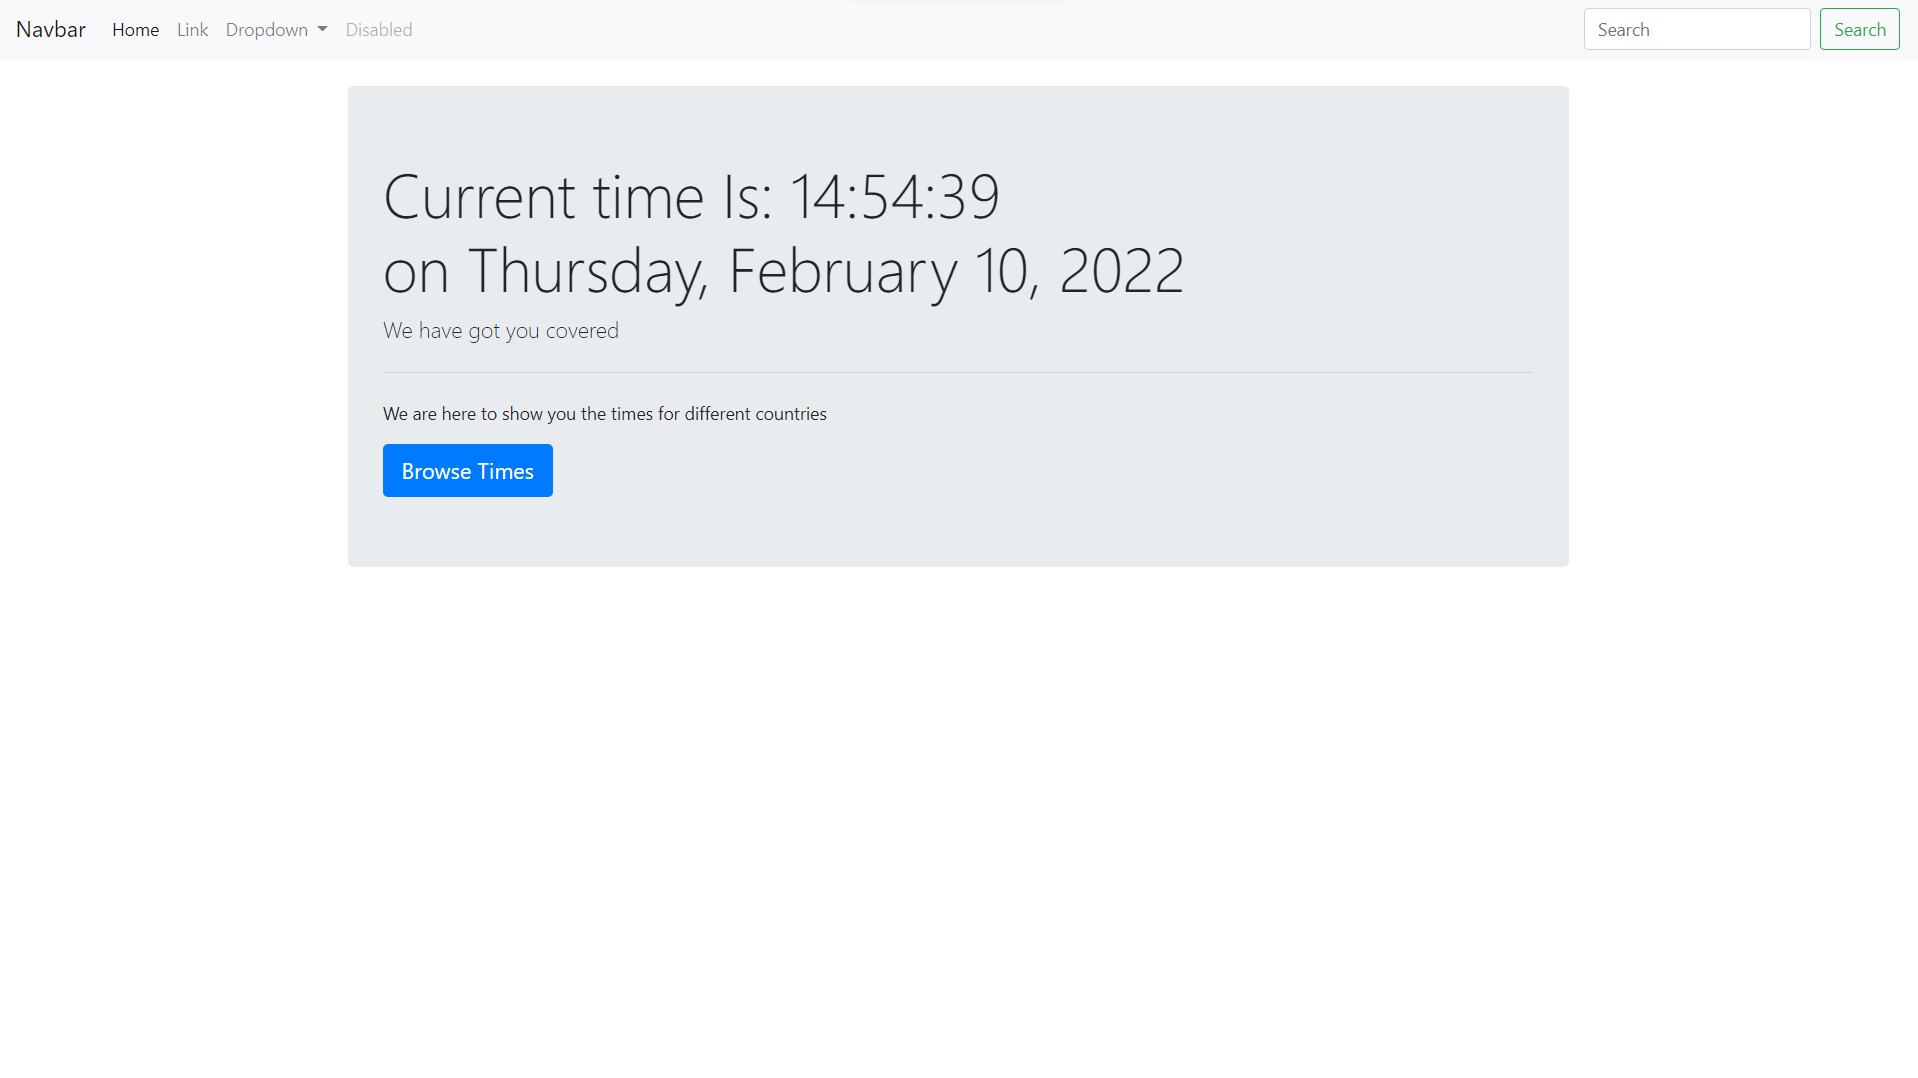 Navbar Home Link Dropdown Disabled Search Search
Current time Is: 14:54:39
on Thursday, February 10, 2022
We have got you covered
We are here to show you the times for different countries
Browse Times